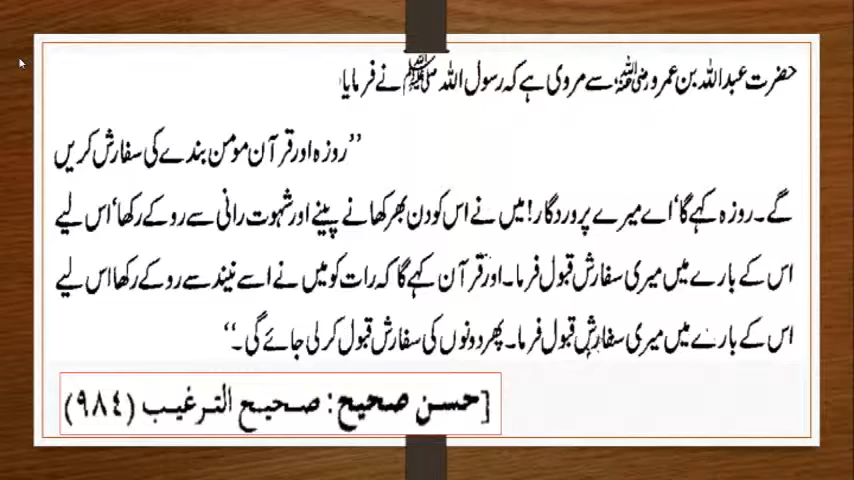 حضرت عبداللہ بن عمرو رضی اللہ عنہ سے مروی ہے کہ رسول اللہ ﷺ نے فرمایا
’’روزہ اور قرآن مومن بندے کی سفارش کریں
گے۔ روزہ کہے گا‘ اے میرے پروردگار! میں نے اس کو دن بھر کھانے پینے اور شہوت رانی سے روکے رکھا‘ اس لیے
اس کے بارے میں میری سفارش قبول فرما۔ اور قرآن کہے گا کہ رات کو میں نے اسے نیند سے روکے رکھا اس لیے
اس کے بارے میں میری سفارش قبول فرما۔ پھر دونوں کی سفارش قبول کر لی جائے گی۔‘‘
[حسن صحيح: صحيح الترغيب (٩٨٤)